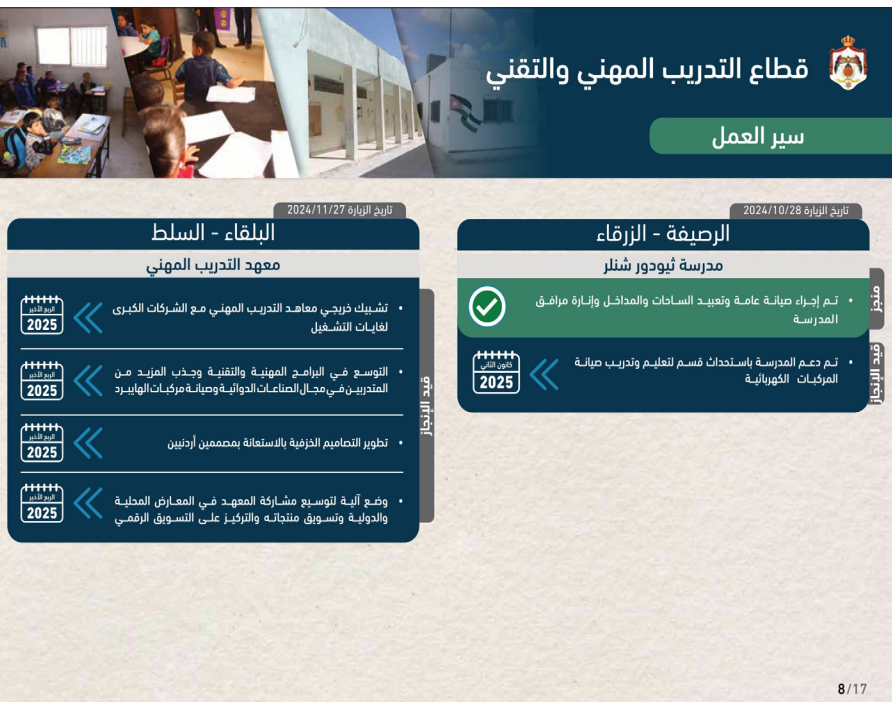 قطاع التدريب المهني والتقني
سير العمل
تاريخ الزيارة 2024/10/28
الرصيفة - الزرقاء
مدرسة ثيودور شنلر
منجز
• تم إجراء صيانة عامة وتعبيد الساحات والمداخل وإنارة مرافق
المدرسة
قيد الإنجاز
• تم دعم المدرسة باستحداث قسم لتعليم وتدريب صيانة
المركبات الكهربائية
كانون الثاني
2025
تاريخ الزيارة 2024/11/27
البلقاء - السلط
معهد التدريب المهني
قيد الإنجاز
• تشبيك خريجي معاهد التدريب المهني مع الشركات الكبرى
لغايات التشغيل
الربع الأخير
2025
• التوسع في البرامج المهنية والتقنية وجذب المزيد من
المتدربين في مجال الصناعات الدوائية وصيانة مركبات الهايبرد
الربع الأخير
2025
• تطوير التصاميم الخزفية بالاستعانة بمصممين أردنيين
الربع الأخير
2025
• وضع آلية لتوسيع مشاركة المعهد في المعارض المحلية
والدولية وتسويق منتجاته والتركيز على التسويق الرقمي
الربع الأخير
2025
8/17